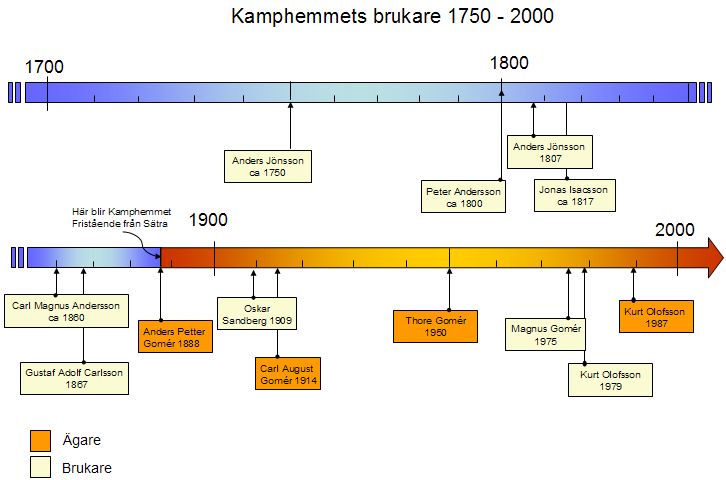 Kamphemmets brukare 1750 - 2000
1700
1800
Anders Jönsson
ca 1750
Peter Andersson
ca 1800
Anders Jönsson
1807
Jonas Isacsson
ca 1817
Här blir Kamphemmet
Fristående från Sätra
1900
2000
Carl Magnus Andersson
ca 1860
Gustaf Adolf Carlsson
1867
Anders Petter
Gomér 1888
Oskar
Sandberg 1909
Carl August
Gomér 1914
Thore Gomér
1950
Magnus Gomér
1975
Kurt Olofsson
1979
Kurt Olofsson
1987
Ägare
Brukare